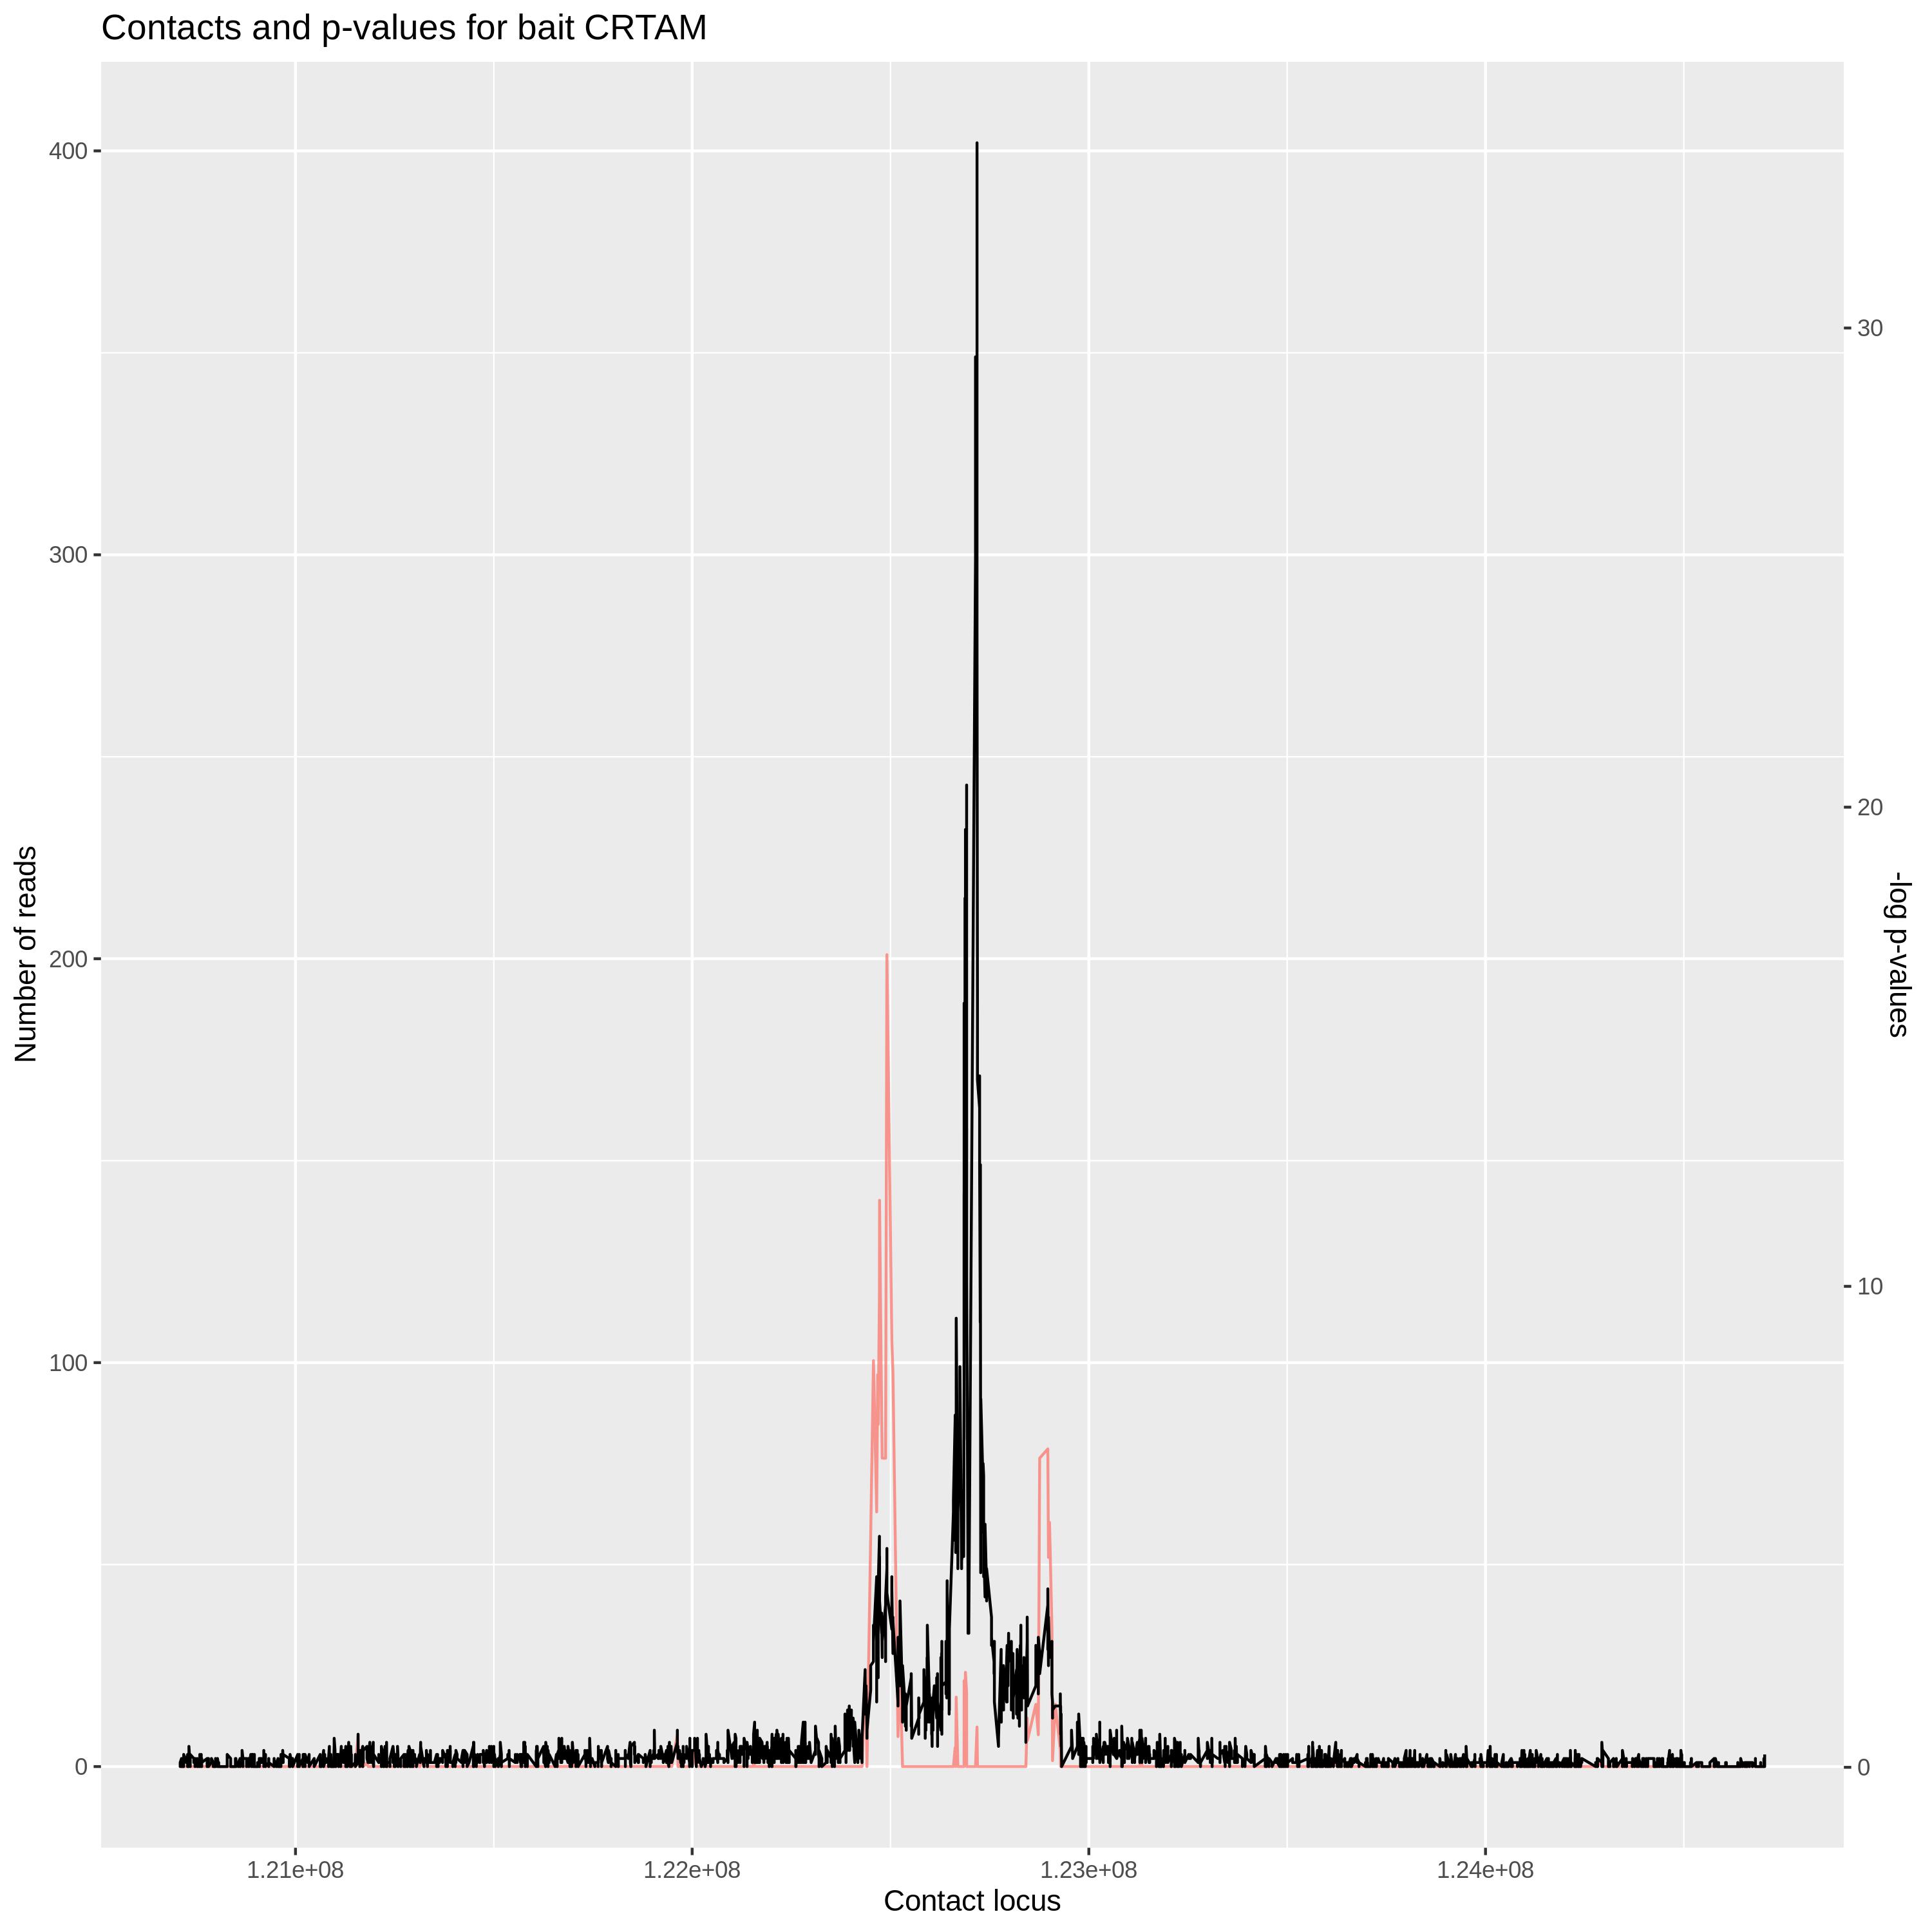 Contacts and p-values for bait CRTAM
400
300
200
100
0
Number of reads
30
20
10
0
-log p-values
1.21e+08
1.22e+08
1.23e+08
1.24e+08
Contact locus